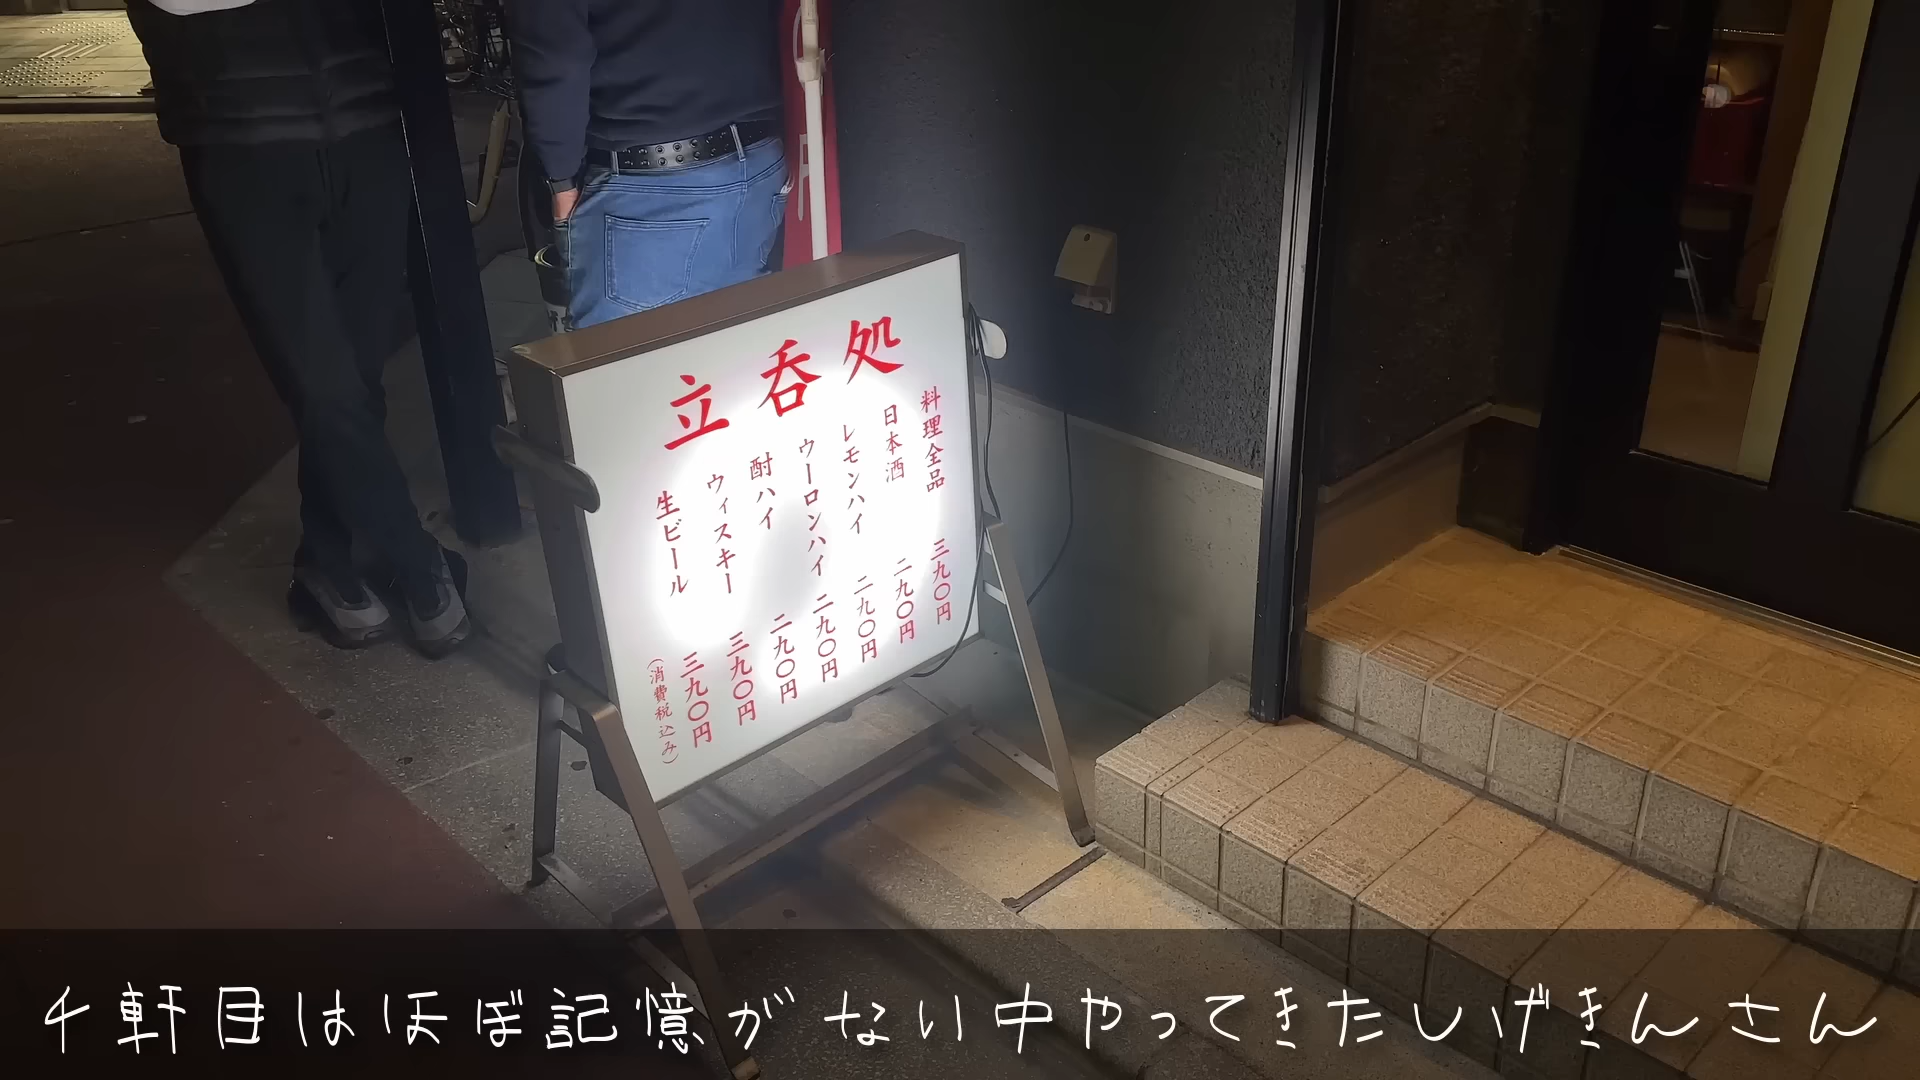 立呑処
料理全品 三九〇円
日本酒 二九〇円
レモンハイ 二九〇円
ウーロンハイ 二九〇円
酎ハイ 二九〇円
ウィスキー 三九〇円
生ビール 三九〇円
(消費税込み)
千軒目はほぼ記憶がない中やってきたしげきんさん